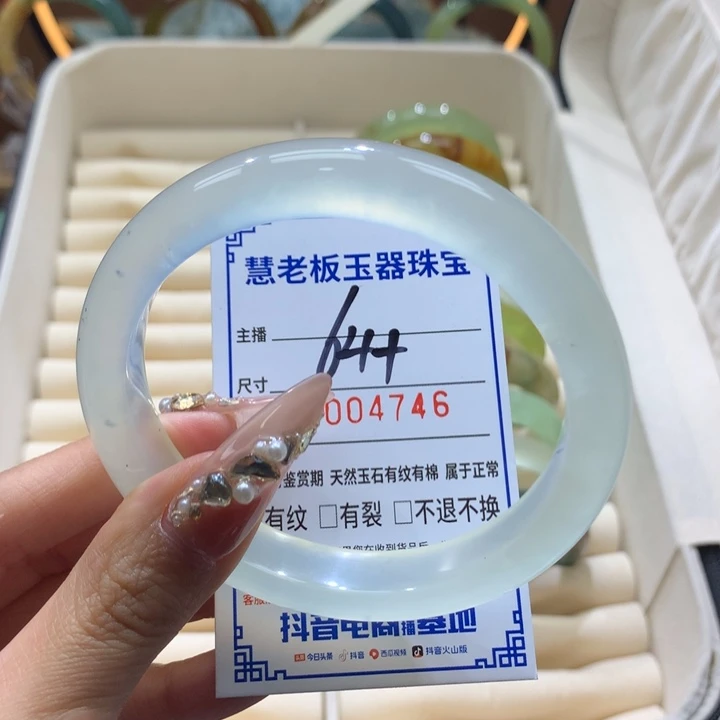 慧老板玉器珠宝
主播
644
尺寸
004746
鉴赏期 天然玉石有纹有棉 属于正常
有纹 □有裂 □不退不换
抖音电商直播基地
今日头条 抖音 西瓜视频 抖音火山版